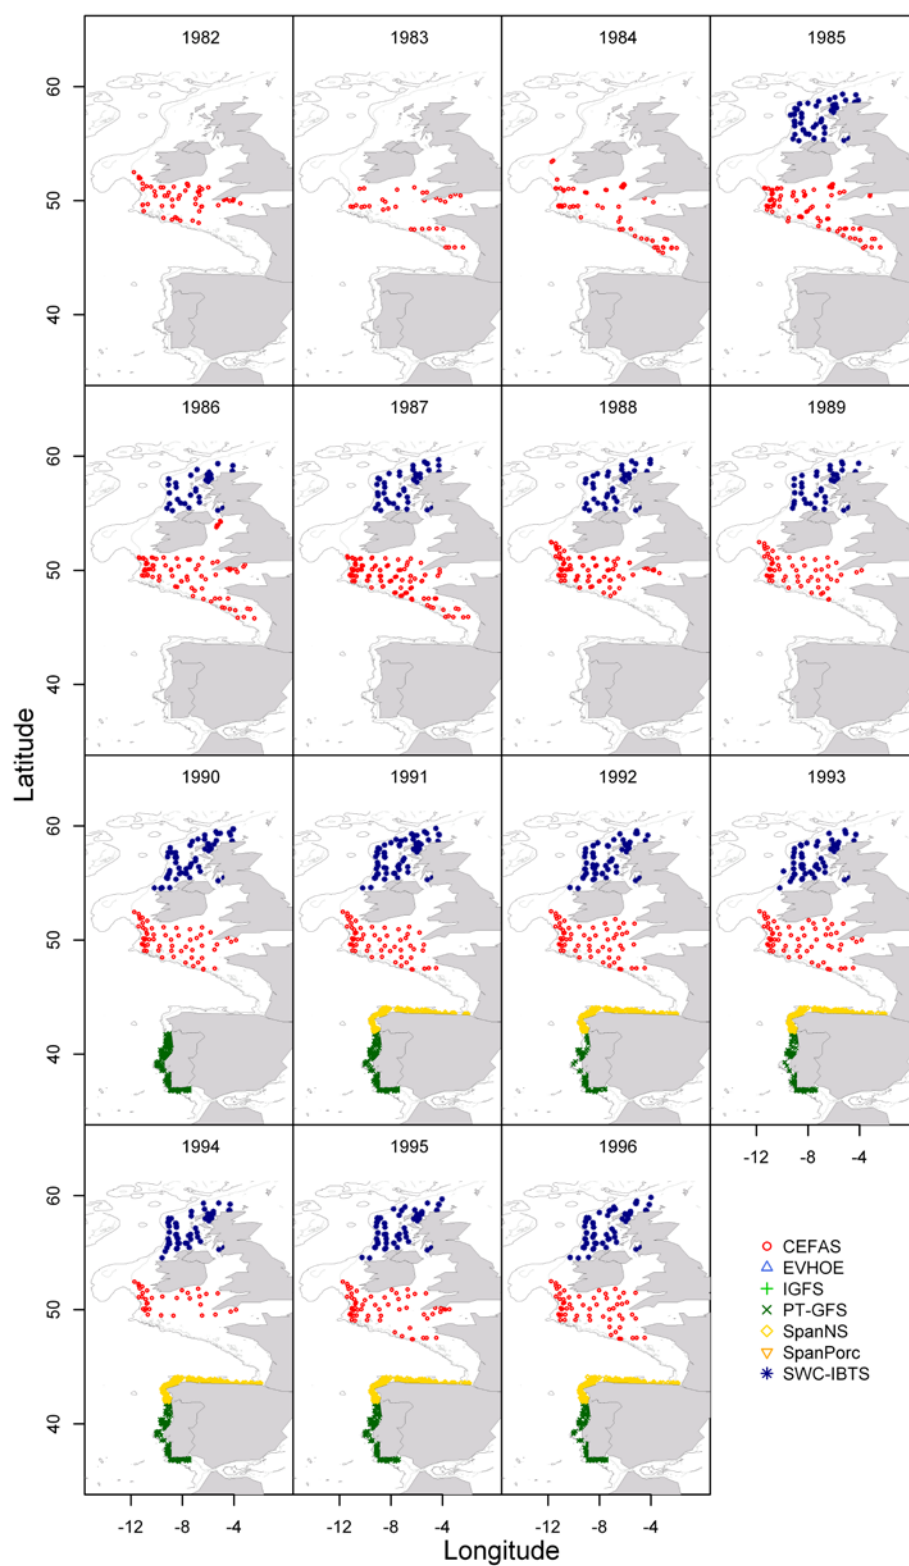 1982 1983 1984 1985
60
50
40
1986 1987 1988 1989
60
50
40
Latitude
1990 1991 1992 1993
60
50
40
-12 -8 -4
1994 1995 1996
60
50
40
CEFAS
EVHOE
IGFS
PT-GFS
SpanNS
SpanPorc
SWC-IBTS
-12 -8 -4 -12 -8 -4 -12 -8 -4
Longitude